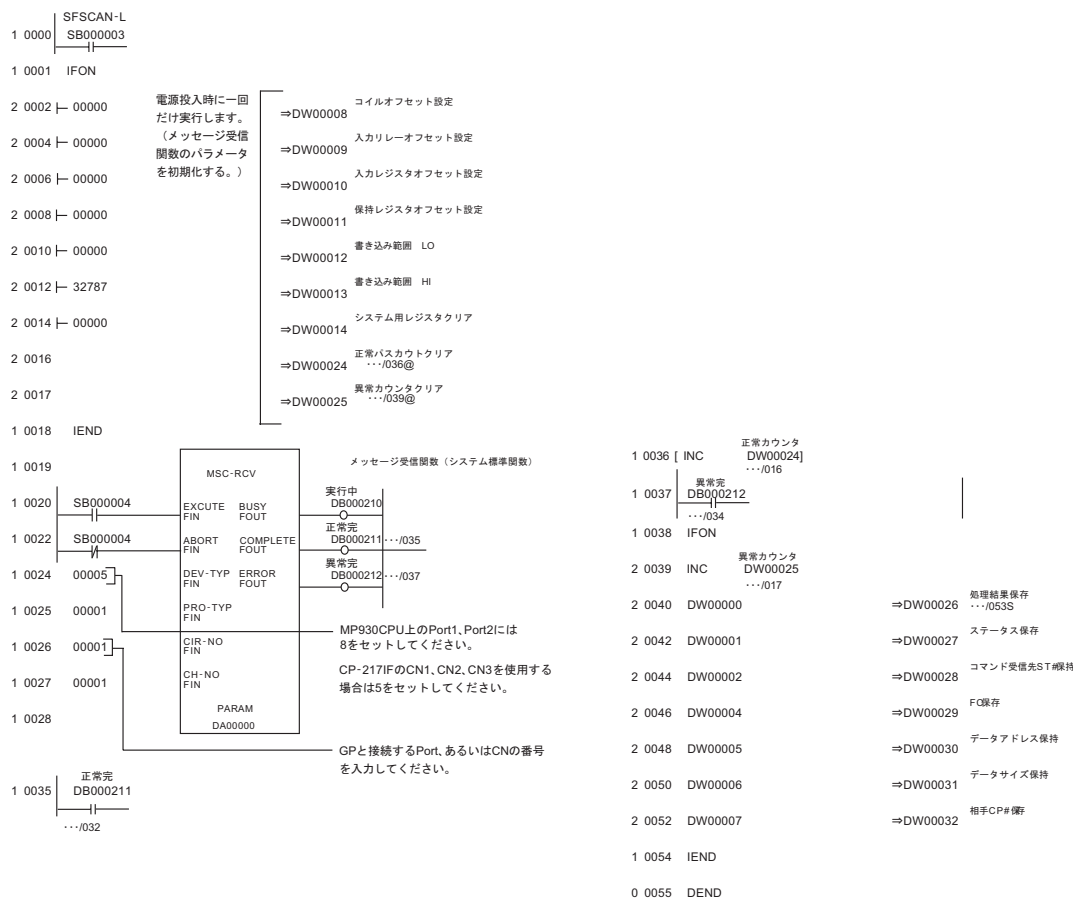 SFSCAN-L
1 0000 SB000003
1 0001 IFON
電源投入時に一回
だけ実行します。
(メッセージ受信
関数のパラメータ
を初期化する。)
2 0002 00000 ⇒DW00008 コイルオフセット設定
2 0004 00000 ⇒DW00009 入力リレーオフセット設定
2 0006 00000 ⇒DW00010 入力レジスタオフセット設定
2 0008 00000 ⇒DW00011 保持レジスタオフセット設定
2 0010 00000 ⇒DW00012 書き込み範囲 LO
2 0012 32787 ⇒DW00013 書き込み範囲 HI
2 0014 00000 ⇒DW00014 システム用レジスタクリア
2 0016 ⇒DW00024 正常パスカウトクリア
···/036@
2 0017 ⇒DW00025 異常カウンタクリア
···/039@
1 0018 IEND
1 0019 MSC-RCV メッセージ受信関数(システム標準関数)
実行中
1 0020 SB000004 EXCUTE BUSY DB000210
FIN FOUT
正常完
1 0022 SB000004 ABORT COMPLETE DB000211 ···/035
FIN FOUT
異常完
1 0024 00005 DEV-TYP ERROR DB000212 ···/037
FIN FOUT
1 0025 00001 PRO-TYP
FIN
1 0026 00001 CIR-NO
FIN
1 0027 00001 CH-NO
FIN
1 0028 PARAM
DA00000
MP930CPU上のPort1、Port2には
8をセットしてください。
CP-217IFのCN1、CN2、CN3を使用する
場合は5をセットしてください。
GPと接続するPort、あるいはCNの番号
を入力してください。
正常完
1 0035 DB000211
···/032
正常カウンタ
1 0036 [ INC DW00024]
···/016
異常完
1 0037 DB000212
···/034
1 0038 IFON
異常カウンタ
2 0039 INC DW00025
···/017
2 0040 DW00000 ⇒DW00026 処理結果保存
···/053S
2 0042 DW00001 ⇒DW00027 ステータス保存
2 0044 DW00002 ⇒DW00028 コマンド受信先ST#保持
2 0046 DW00004 ⇒DW00029 FC保存
2 0048 DW00005 ⇒DW00030 データアドレス保持
2 0050 DW00006 ⇒DW00031 データサイズ保持
2 0052 DW00007 ⇒DW00032 相手CP#保存
1 0054 IEND
0 0055 DEND